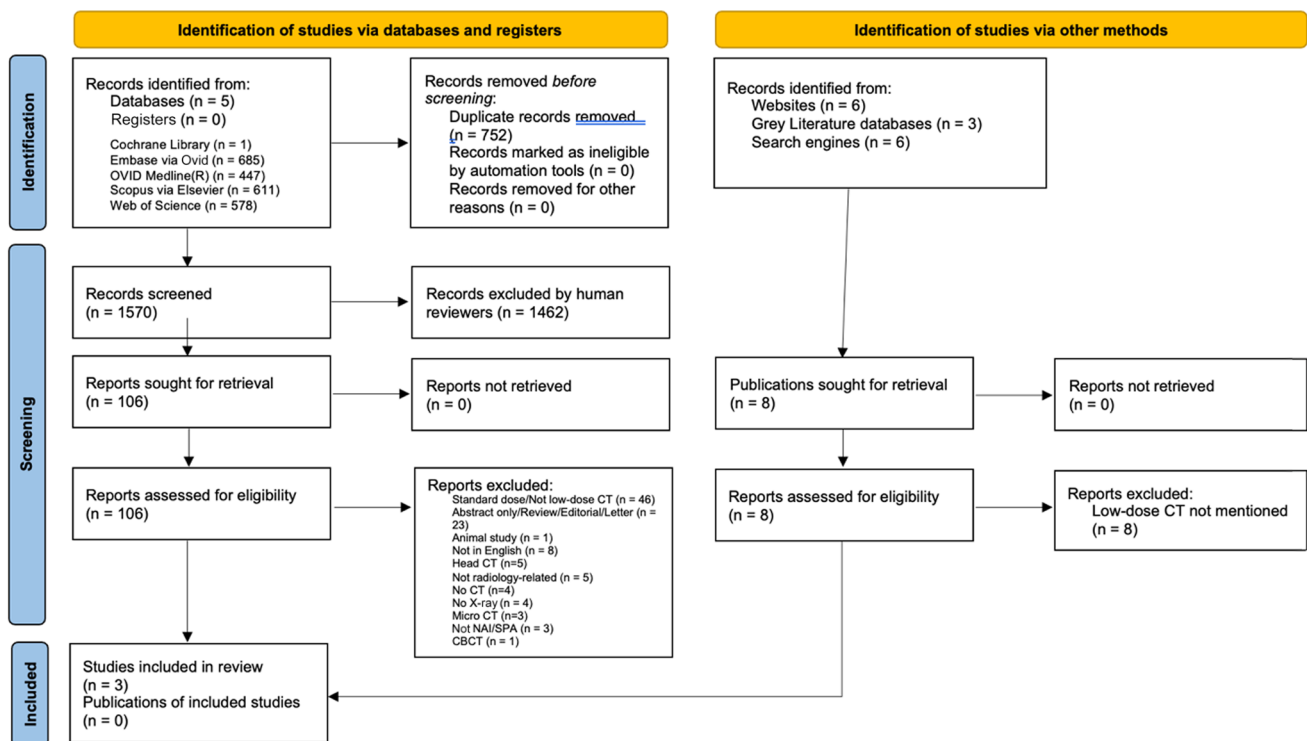 Identification of studies via databases and registers
Identification of studies via other methods
Identification
Records identified from:
Databases (n = 5)
Registers (n = 0)
Cochrane Library (n = 1)
Embase via Ovid (n = 685)
OVID Medline(R) (n = 447)
Scopus via Elsevier (n = 611)
Web of Science (n = 578)
Records removed before
screening:
Duplicate records removed
(n = 752)
Records marked as ineligible
by automation tools (n = 0)
Records removed for other
reasons (n = 0)
Records identified from:
Websites (n = 6)
Grey Literature databases (n = 3)
Search engines (n = 6)
Screening
Records screened
(n = 1570)
Records excluded by human
reviewers (n = 1462)
Reports sought for retrieval
(n = 106)
Reports not retrieved
(n = 0)
Publications sought for retrieval
(n = 8)
Reports not retrieved
(n = 0)
Reports assessed for eligibility
(n = 106)
Reports excluded:
Standard dose/Not low-dose CT (n = 46)
Abstract only/Review/Editorial/Letter (n =
23)
Animal study (n = 1)
Not in English (n = 8)
Head CT (n=5)
Not radiology-related (n = 5)
No CT (n=4)
No X-ray (n = 4)
Micro CT (n=3)
Not NAI/SPA (n = 3)
CBCT (n = 1)
Reports assessed for eligibility
(n = 8)
Reports excluded:
Low-dose CT not mentioned
(n = 8)
Included
Studies included in review
(n = 3)
Publications of included studies
(n = 0)